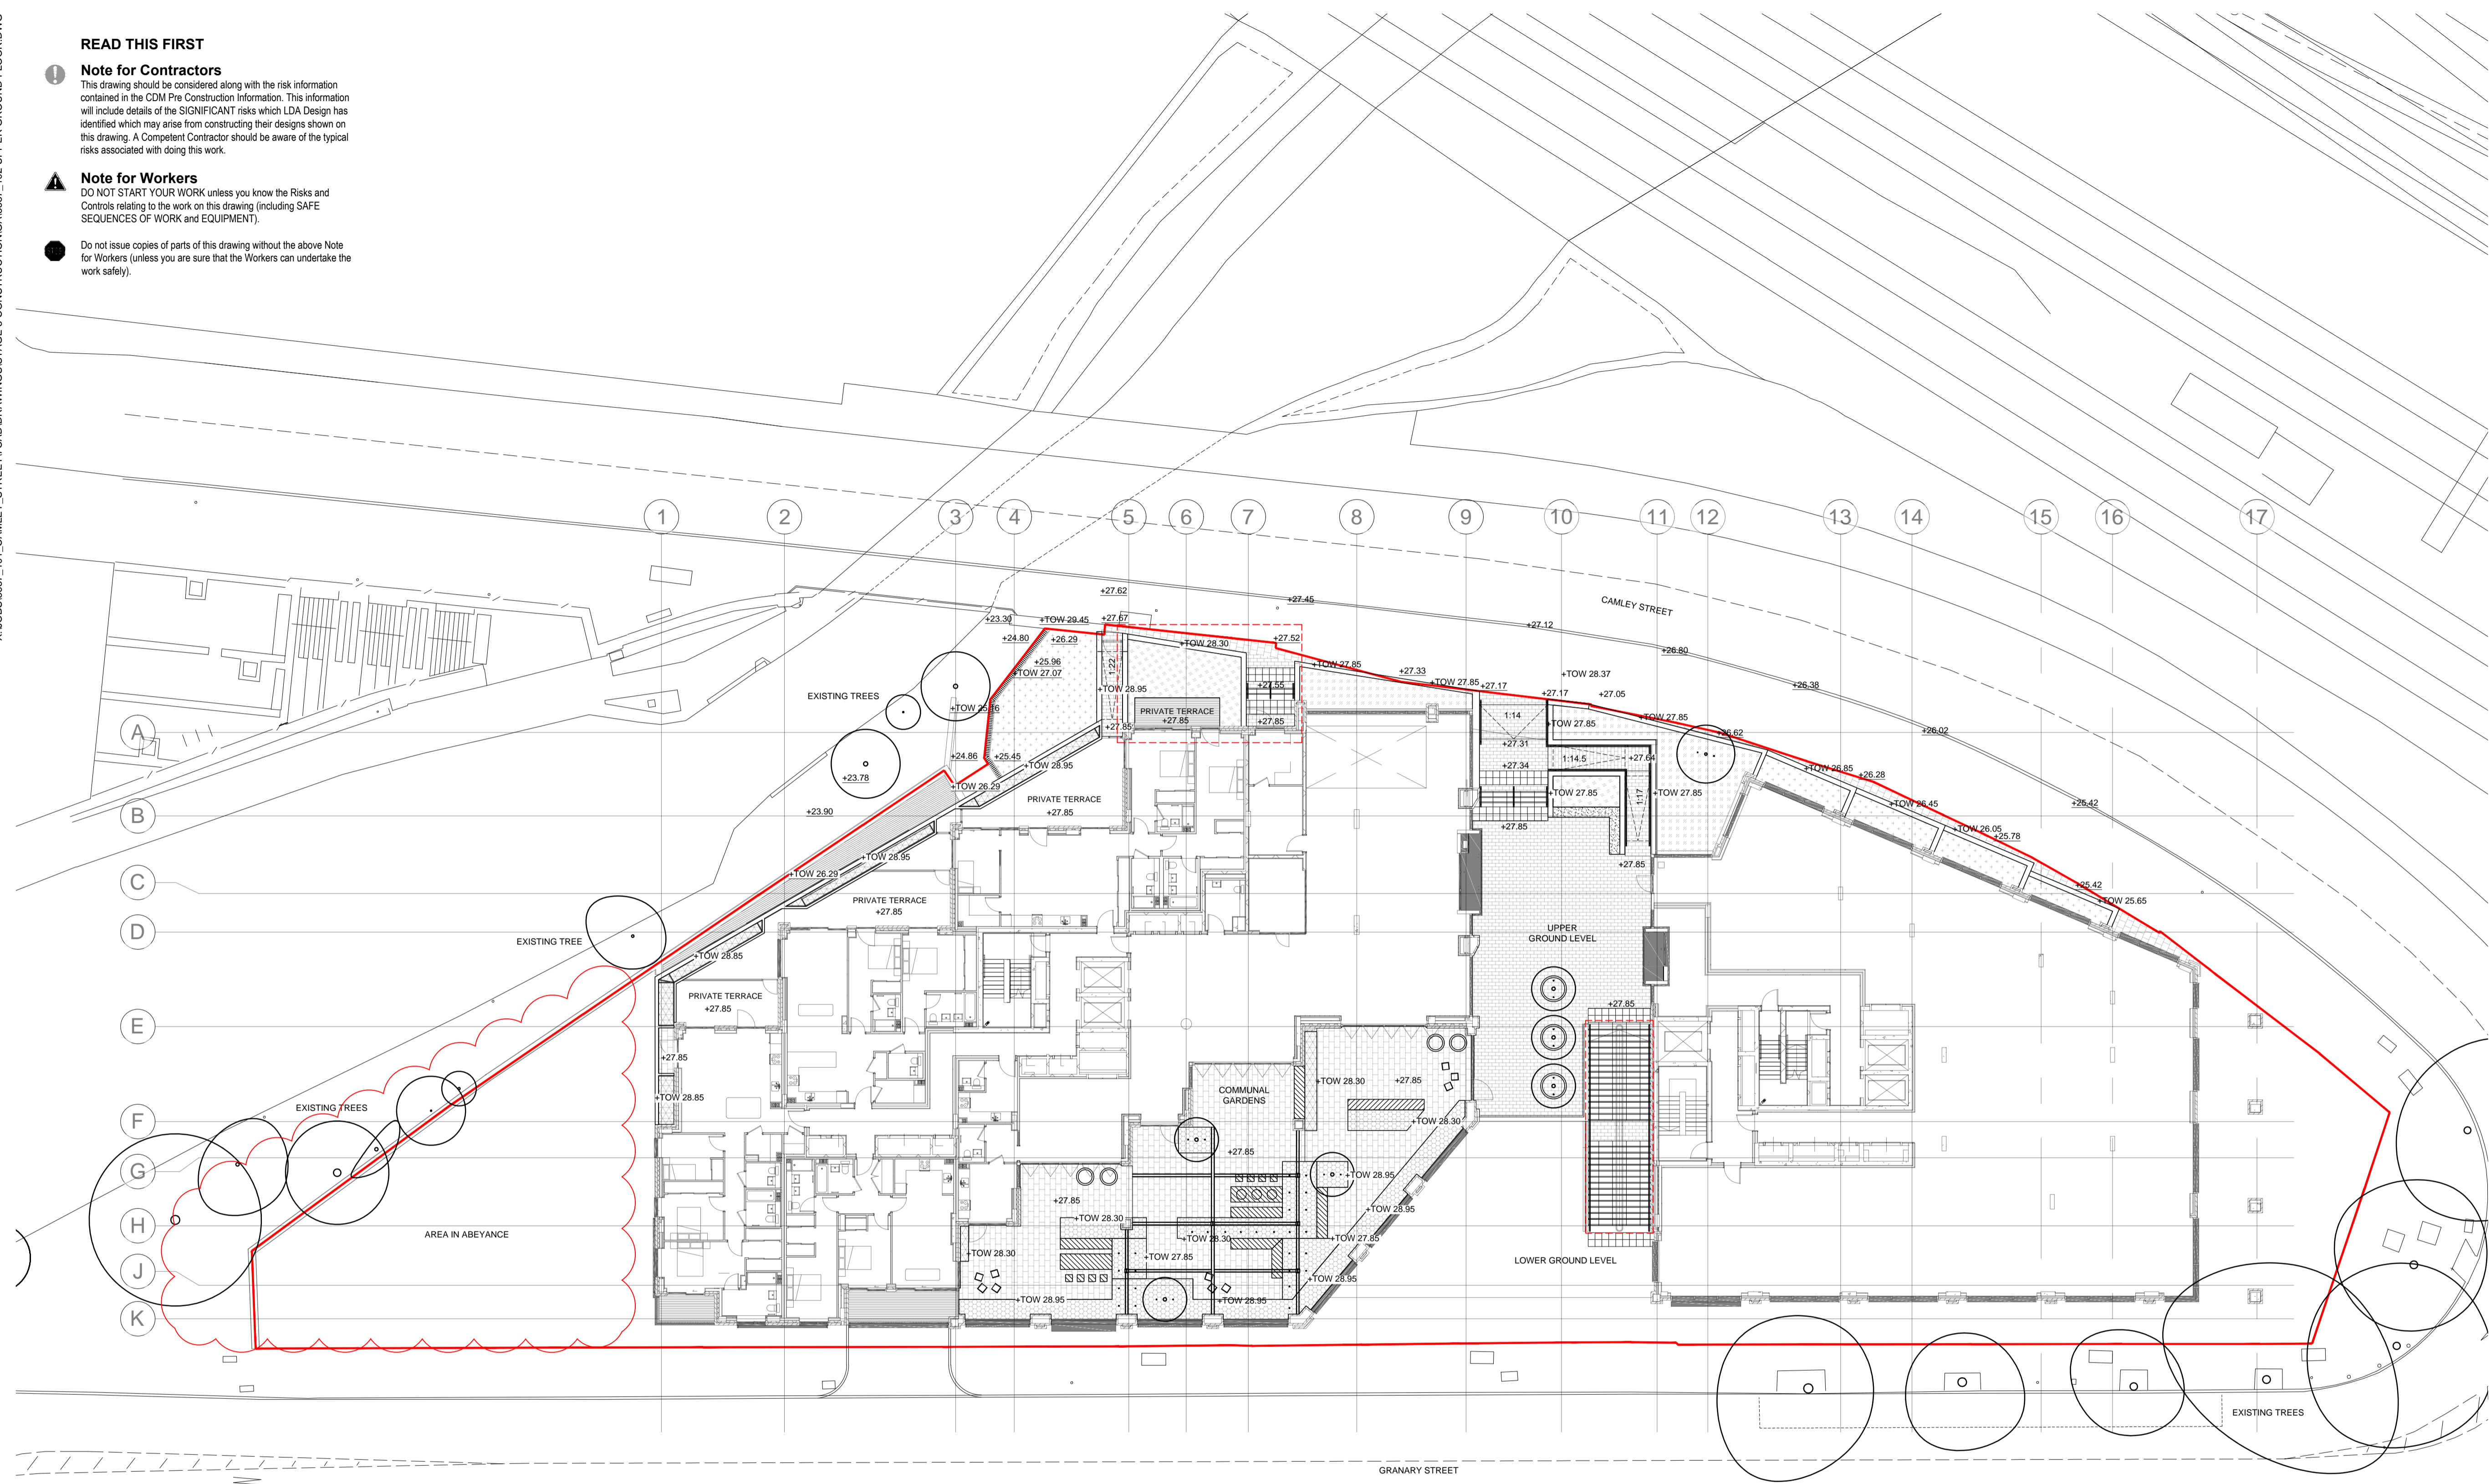 READ THIS FIRST
Note for Contractors
This drawing should be considered along with the risk information
contained in the CDM Pre Construction Information. This information
will include details of the SIGNIFICANT risks which LDA Design has
identified which may arise from constructing their designs shown on
this drawing. A Competent Contractor should be aware of the typical
risks associated with doing this work.
Note for Workers
DO NOT START YOUR WORK unless you know the Risks and
Controls relating to the work on this drawing (including SAFE
SEQUENCES OF WORK and EQUIPMENT).
Do not issue copies of parts of this drawing without the above Note
for Workers (unless you are sure that the Workers can undertake the
work safely).
1 2 3 4 5 6 7 8 9 10 11 12 13 14 15 16 17
A
B
C
D
E
F
G
H
J
K
CAMLEY STREET
+27.62
+27.45
+27.12
+26.80
+26.38
+26.02
+25.42
+23.30
+TOW 29.45
+27.67
+24.80
+26.29
+25.96
+TOW 27.07
1:22
+TOW 28.30
+27.52
+TOW 28.95
PRIVATE TERRACE
+27.85
+27.55
+27.85
+27.85
+TOW 27.85
+27.33
+TOW 27.85
+27.17
+TOW 28.37
+27.17
+27.05
1:14
+TOW 27.85
+TOW 27.85
+26.62
+27.31
1:14.5
+27.64
+27.34
+TOW 27.85
1:17
+TOW 27.85
+27.85
+27.85
+TOW 26.85
+26.28
+TOW 26.45
+TOW 26.05
+25.78
+25.42
+TOW 25.65
EXISTING TREES
+24.86
+25.45
+TOW 28.95
+23.78
+TOW 26.29
+23.90
PRIVATE TERRACE
+27.85
+TOW 28.95
+TOW 26.29
PRIVATE TERRACE
+27.85
EXISTING TREE
+TOW 28.85
PRIVATE TERRACE
+27.85
+27.85
+TOW 28.85
UPPER
GROUND LEVEL
+27.85
COMMUNAL
GARDENS
+TOW 28.30
+27.85
+TOW 28.30
+27.85
+TOW 28.95
+27.85
+TOW 28.95
+TOW 28.30
+TOW 28.30
+TOW 27.85
+TOW 28.30
+TOW 27.85
+TOW 28.95
+TOW 28.95
+TOW 28.95
LOWER GROUND LEVEL
EXISTING TREES
AREA IN ABEYANCE
EXISTING TREES
GRANARY STREET